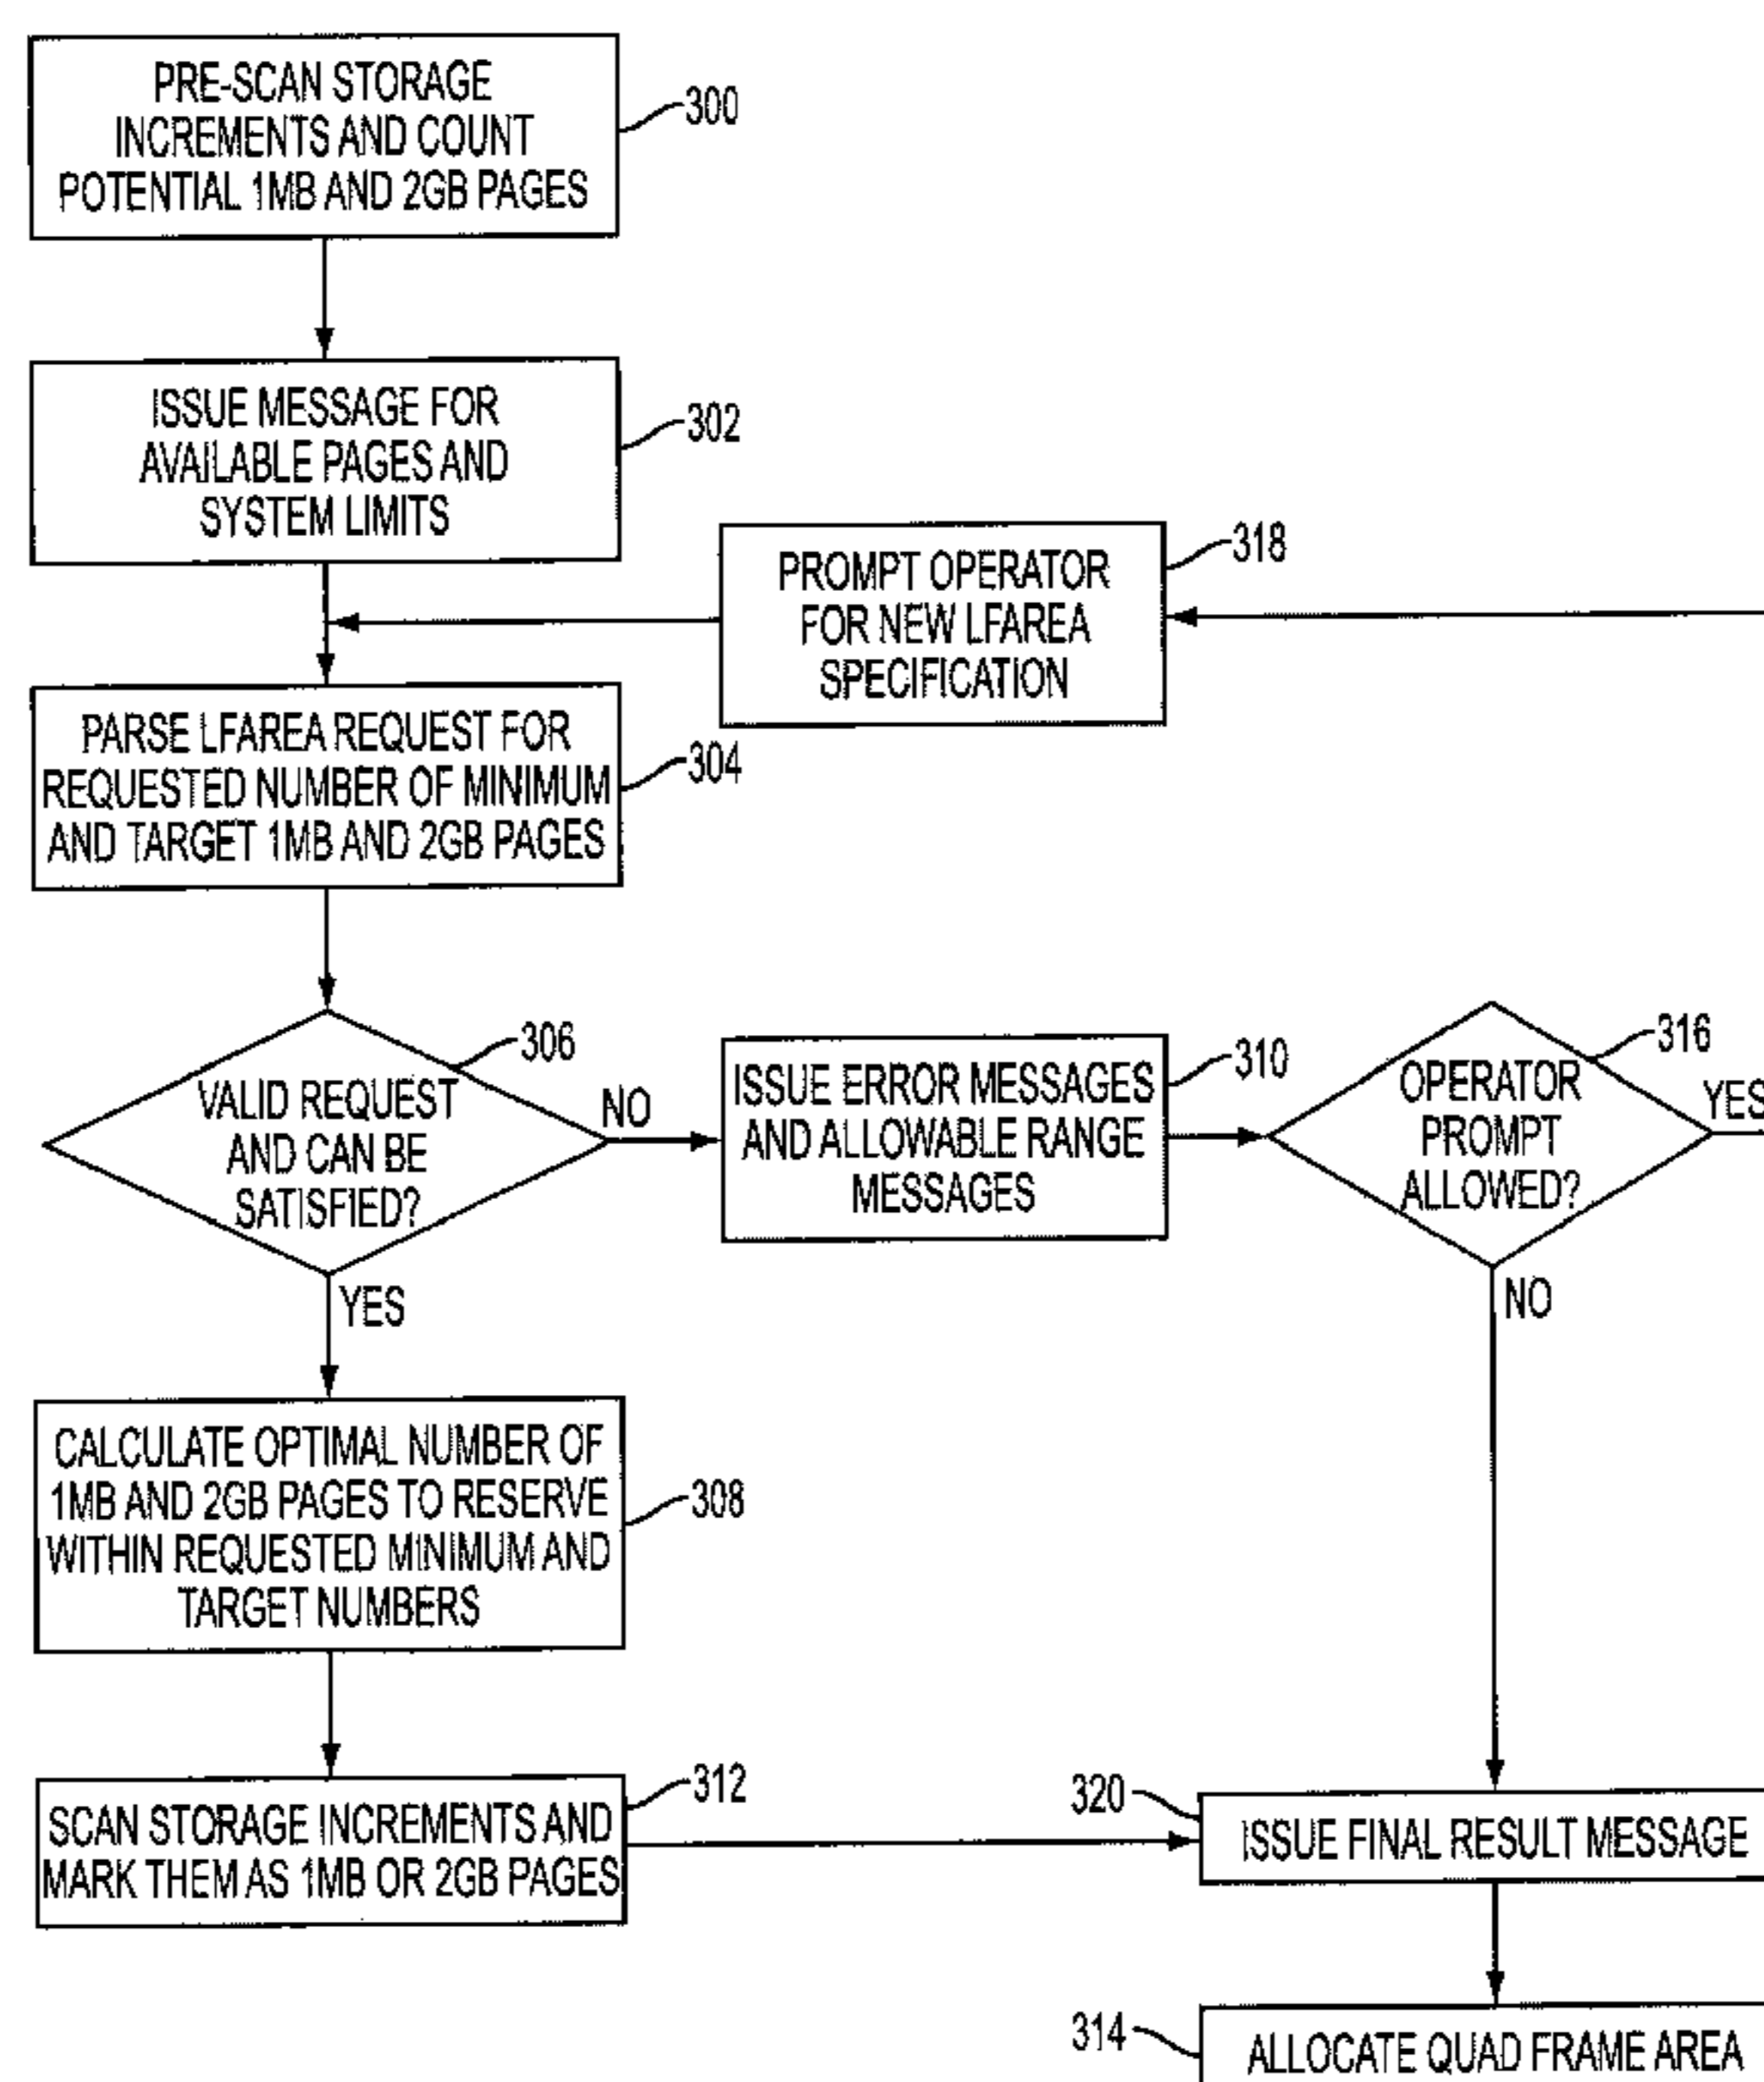 PRE-SCAN STORAGE
INCREMENTS AND COUNT
POTENTIAL 1MB AND 2GB PAGES
300
ISSUE MESSAGE FOR
AVAILABLE PAGES AND
SYSTEM LIMITS
302
PROMPT OPERATOR
FOR NEW LFAREA
SPECIFICATION
318
PARSE LFAREA REQUEST FOR
REQUESTED NUMBER OF MINIMUM
AND TARGET 1MB AND 2GB PAGES
304
VALID REQUEST
AND CAN BE
SATISFIED?
306
NO
YES
ISSUE ERROR MESSAGES
AND ALLOWABLE RANGE
MESSAGES
310
OPERATOR
PROMPT
ALLOWED?
316
YES
NO
CALCULATE OPTIMAL NUMBER OF
1MB AND 2GB PAGES TO RESERVE
WITHIN REQUESTED MINIMUM AND
TARGET NUMBERS
308
SCAN STORAGE INCREMENTS AND
MARK THEM AS 1MB OR 2GB PAGES
312
320
ISSUE FINAL RESULT MESSAGE
314
ALLOCATE QUAD FRAME AREA